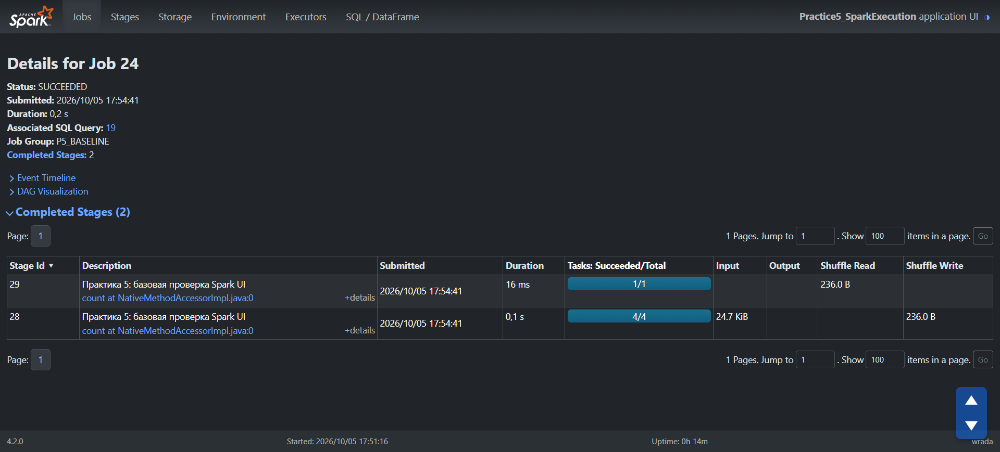 APACHE Spark Jobs Stages Storage Environment Executors SQL / DataFrame Practice5_SparkExecution application UI
Details for Job 24
Status: SUCCEEDED
Submitted: 2026/10/05 17:54:41
Duration: 0,2 s
Associated SQL Query: 19
Job Group: P5_BASELINE
Completed Stages: 2
Event Timeline
DAG Visualization
Completed Stages (2)
Page: 1 1 Pages. Jump to 1 . Show 100 items in a page. Go
Stage Id ▾ Description Submitted Duration Tasks: Succeeded/Total Input Output Shuffle Read Shuffle Write
29 Практика 5: базовая проверка Spark UI
count at NativeMethodAccessorImpl.java:0 +details 2026/10/05 17:54:41 16 ms 1/1 236.0 B
28 Практика 5: базовая проверка Spark UI
count at NativeMethodAccessorImpl.java:0 +details 2026/10/05 17:54:41 0,1 s 4/4 24.7 KiB 236.0 B
Page: 1 1 Pages. Jump to 1 . Show 100 items in a page. Go
4.2.0 Started: 2026/10/05 17:51:16 Uptime: 0h 14m wrada